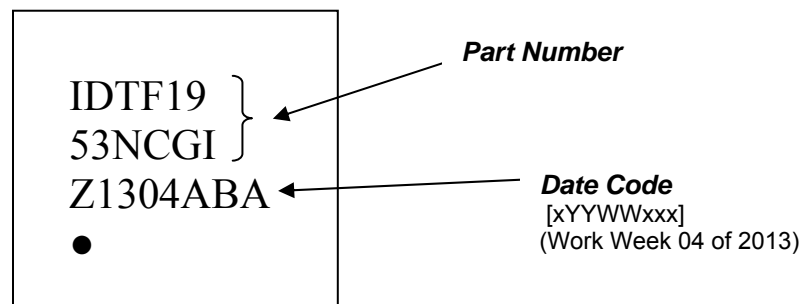 Part Number
IDTF19
53NCGI
Z1304ABA
Date Code
[xYYWWxxx]
(Work Week 04 of 2013)